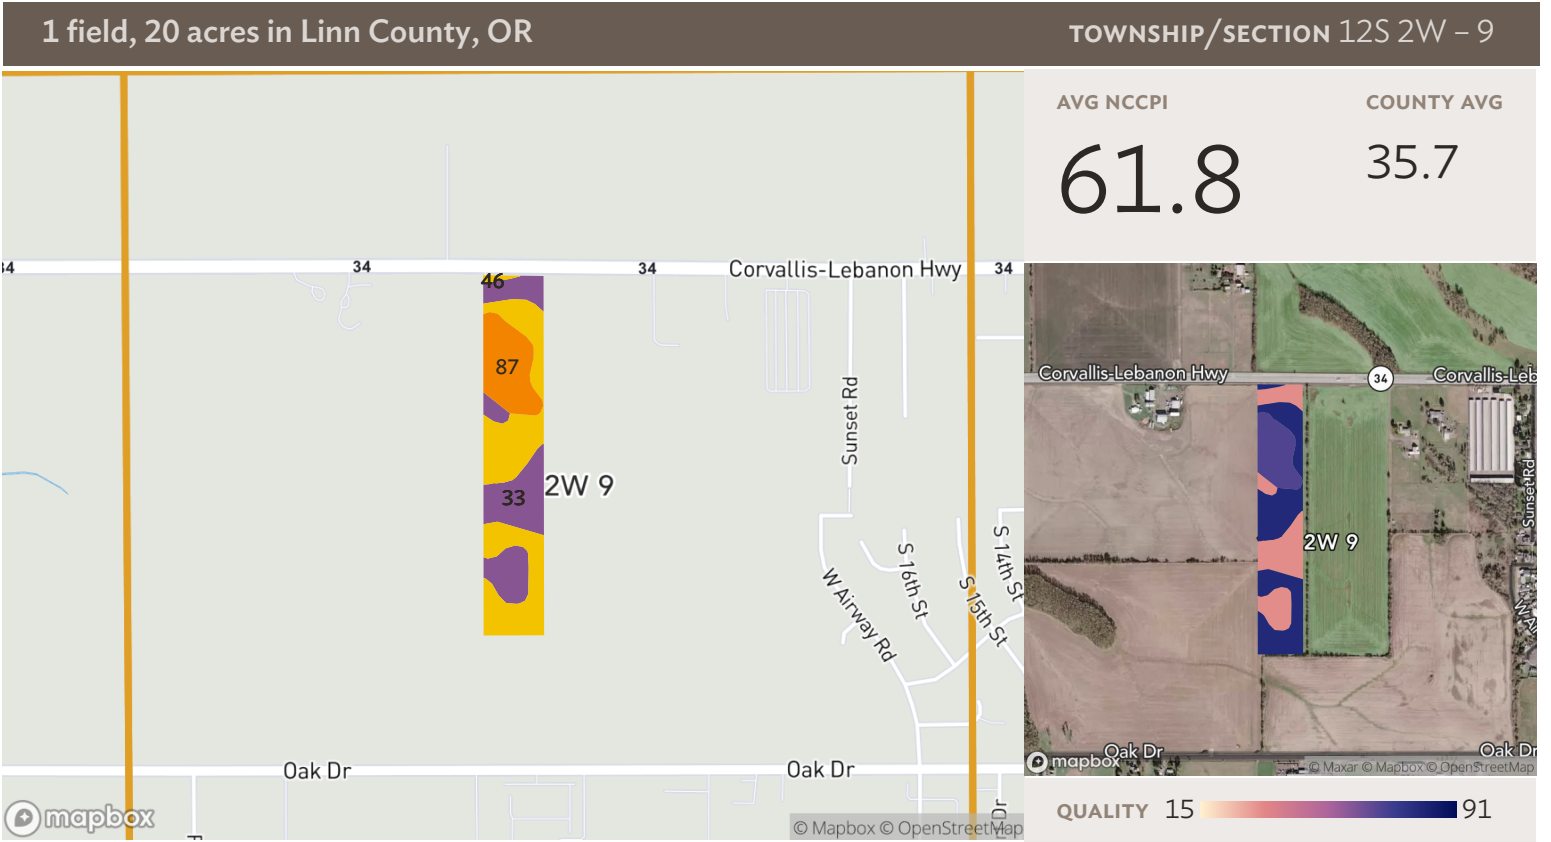 1 field, 20 acres in Linn County, OR
TOWNSHIP/SECTION 12S 2W – 9
AVG NCCPI
COUNTY AVG
61.8
35.7
34
34
34
Corvallis-Lebanon Hwy
34
46
87
33
2W 9
Sunset Rd
W Airway Rd
S 16th St
S 15th St
S 14th St
Oak Dr
Oak Dr
mapbox
© Mapbox © OpenStreetMap
Corvallis-Lebanon Hwy
34
Corvallis-Leb
Sunset Rd
2W 9
W Ai
Oak Dr
Oak Dr
mapbox
© Maxar © Mapbox © OpenStreetMap
QUALITY 15
91